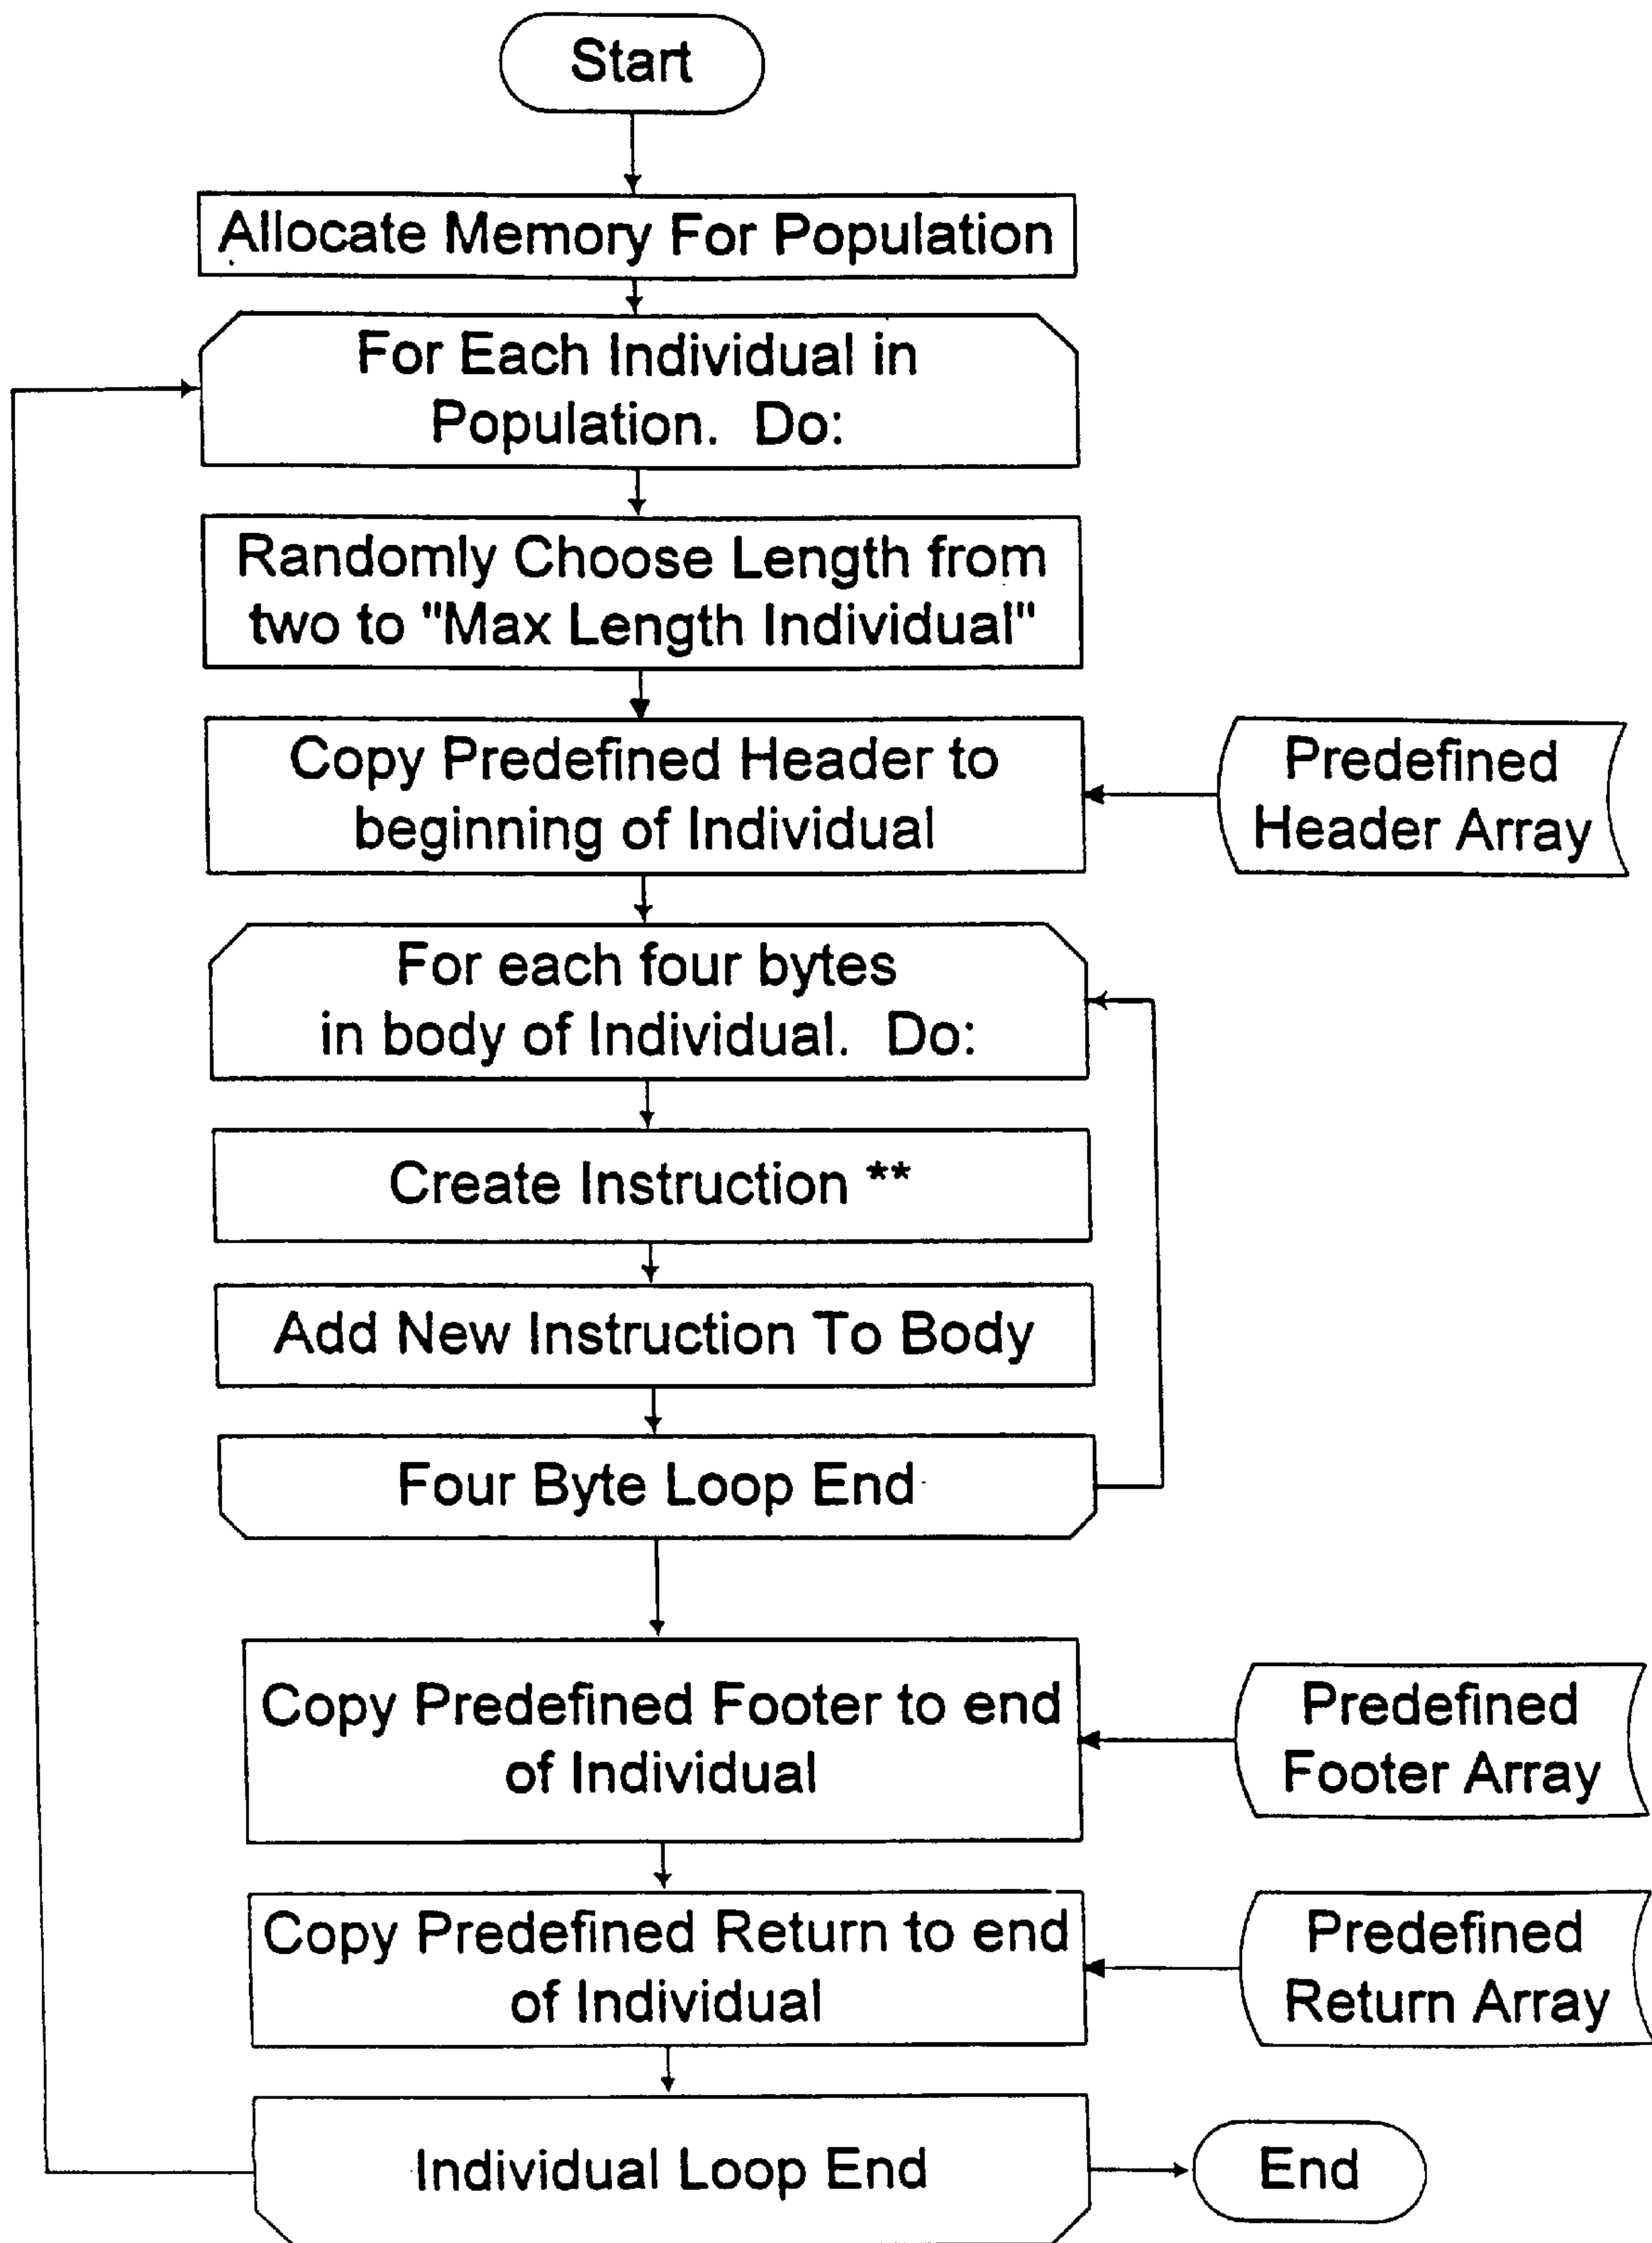 Start
Allocate Memory For Population
For Each Individual in
Population. Do:
Randomly Choose Length from
two to "Max Length Individual"
Copy Predefined Header to
beginning of Individual
Predefined
Header Array
For each four bytes
in body of Individual. Do:
Create Instruction **
Add New Instruction To Body
Four Byte Loop End
Copy Predefined Footer to end
of Individual
Predefined
Footer Array
Copy Predefined Return to end
of Individual
Predefined
Return Array
Individual Loop End
End